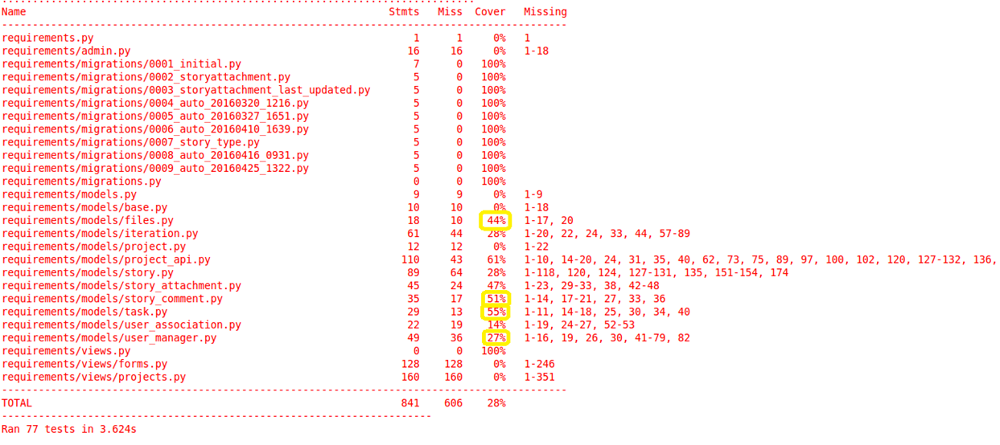 Name Stmts Miss Cover Missing
--------------------------------------------------------------------------------------------
requirements.py 1 1 0% 1
requirements/admin.py 16 16 0% 1-18
requirements/migrations/0001_initial.py 7 0 100%
requirements/migrations/0002_storyattachment.py 5 0 100%
requirements/migrations/0003_storyattachment_last_updated.py 5 0 100%
requirements/migrations/0004_auto_20160320_1216.py 5 0 100%
requirements/migrations/0005_auto_20160327_1651.py 5 0 100%
requirements/migrations/0006_auto_20160410_1639.py 5 0 100%
requirements/migrations/0007_story_type.py 5 0 100%
requirements/migrations/0008_auto_20160416_0931.py 5 0 100%
requirements/migrations/0009_auto_20160425_1322.py 5 0 100%
requirements/migrations.py 0 0 100%
requirements/models.py 9 9 0% 1-9
requirements/models/base.py 10 10 0% 1-18
requirements/models/files.py 18 10 44% 1-17, 20
requirements/models/iteration.py 61 44 28% 1-20, 22, 24, 33, 44, 57-89
requirements/models/project.py 12 12 0% 1-22
requirements/models/project_api.py 110 43 61% 1-10, 14-20, 24, 31, 35, 40, 62, 73, 75, 89, 97, 100, 102, 120, 127-132, 136,
requirements/models/story.py 89 64 28% 1-118, 120, 124, 127-131, 135, 151-154, 174
requirements/models/story_attachment.py 45 24 47% 1-23, 29-33, 38, 42-48
requirements/models/story_comment.py 35 17 51% 1-14, 17-21, 27, 33, 36
requirements/models/task.py 29 13 55% 1-11, 14-18, 25, 30, 34, 40
requirements/models/user_association.py 22 19 14% 1-19, 24-27, 52-53
requirements/models/user_manager.py 49 36 27% 1-16, 19, 26, 30, 41-79, 82
requirements/views.py 0 0 100%
requirements/views/forms.py 128 128 0% 1-246
requirements/views/projects.py 160 160 0% 1-351
--------------------------------------------------------------------------------------------
TOTAL 841 606 28%
----------------------------------------------------------------------
Ran 77 tests in 3.624s